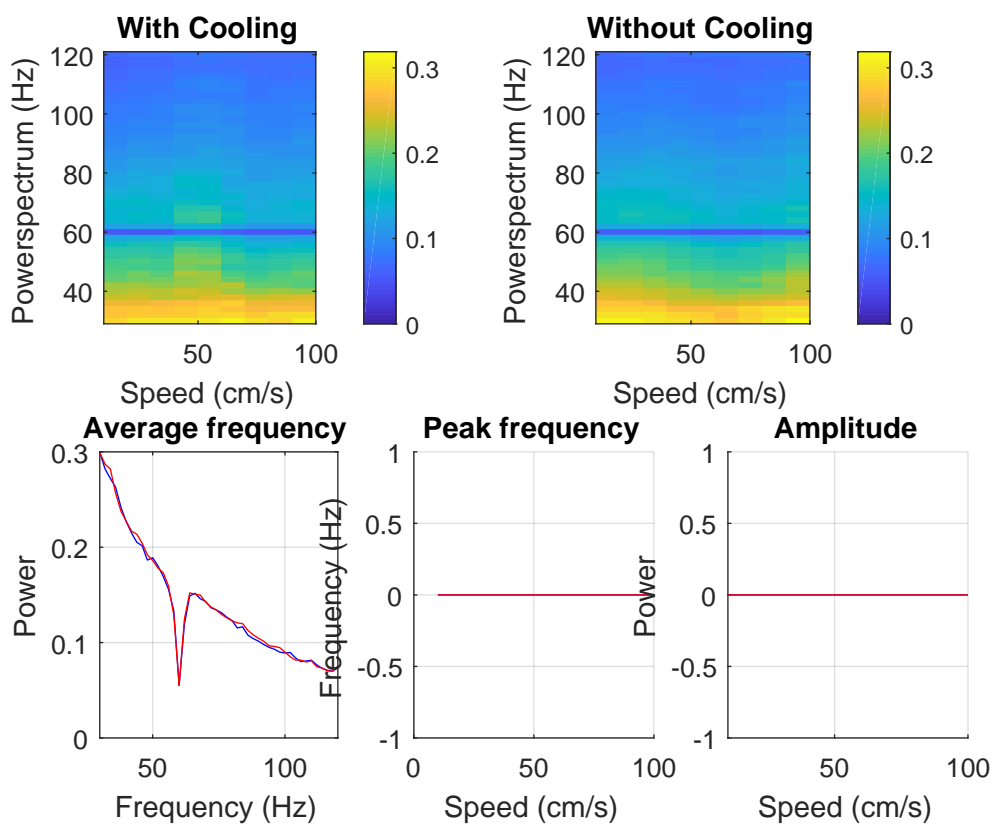 With Cooling
Without Cooling
Powerspectrum (Hz)
120
100
80
60
40
50
100
Speed (cm/s)
0.3
0.2
0.1
0
Powerspectrum (Hz)
120
100
80
60
40
50
100
Speed (cm/s)
0.3
0.2
0.1
0
Average frequency
Power
0.3
0.2
0.1
0
50
100
Frequency (Hz)
Peak frequency
Frequency (Hz)
1
0.5
0
-0.5
-1
0
50
100
Speed (cm/s)
Amplitude
Power
1
0.5
0
-0.5
-1
50
100
Speed (cm/s)